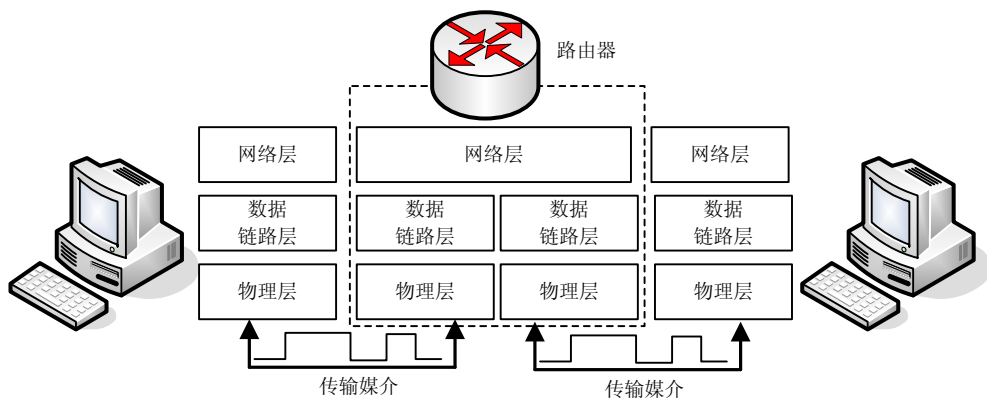 路由器
网络层
网络层
网络层
数据
链路层
数据
链路层
数据
链路层
数据
链路层
物理层
物理层
物理层
物理层
传输媒介
传输媒介